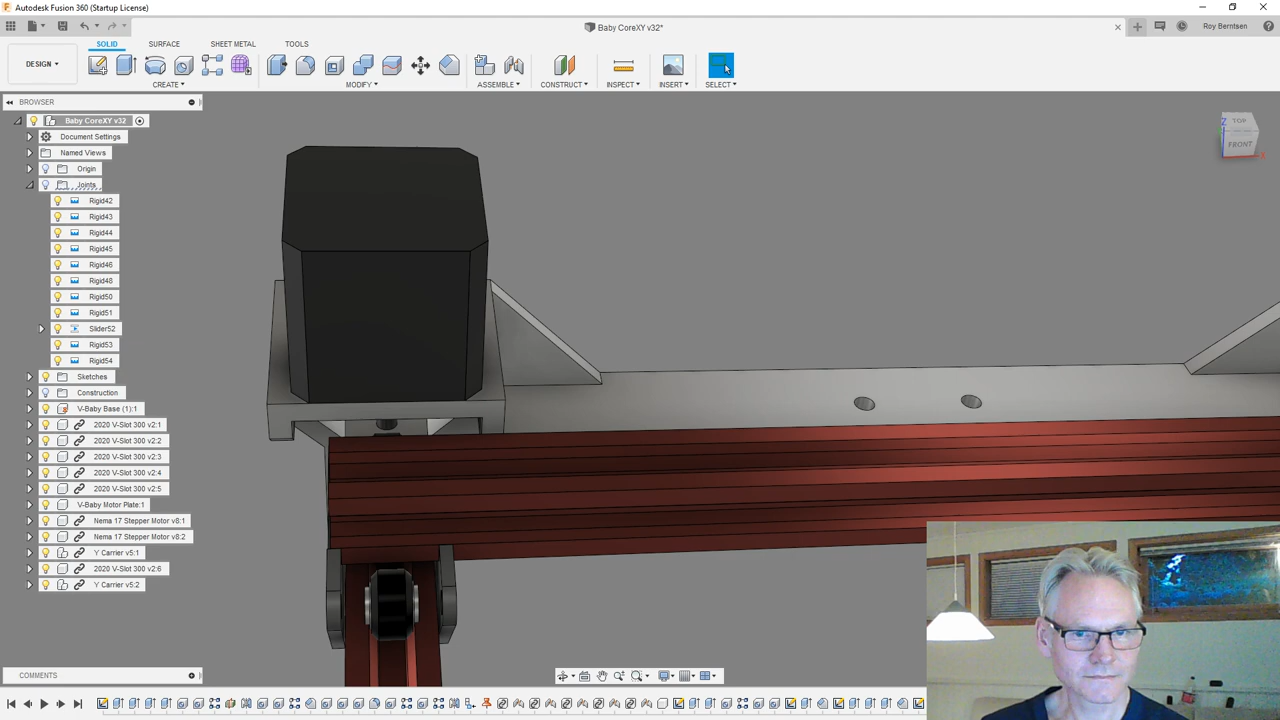 Autodesk Fusion 360 (Startup License)
Baby CoreXY v32*
Roy Berntsen
DESIGN
SOLID SURFACE SHEET METAL TOOLS
CREATE MODIFY ASSEMBLE CONSTRUCT INSPECT INSERT SELECT
BROWSER
Baby CoreXY v32
Document Settings
Named Views
Origin
Joints
Rigid42
Rigid43
Rigid44
Rigid45
Rigid46
Rigid48
Rigid50
Rigid51
Slider52
Rigid53
Rigid54
Sketches
Construction
V-Baby Base (1):1
2020 V-Slot 300 v2:1
2020 V-Slot 300 v2:2
2020 V-Slot 300 v2:3
2020 V-Slot 300 v2:4
2020 V-Slot 300 v2:5
V-Baby Motor Plate:1
Nema 17 Stepper Motor v8:1
Nema 17 Stepper Motor v8:2
Y Carrier v5:1
2020 V-Slot 300 v2:6
Y Carrier v5:2
COMMENTS
TOP
Z
FRONT
X